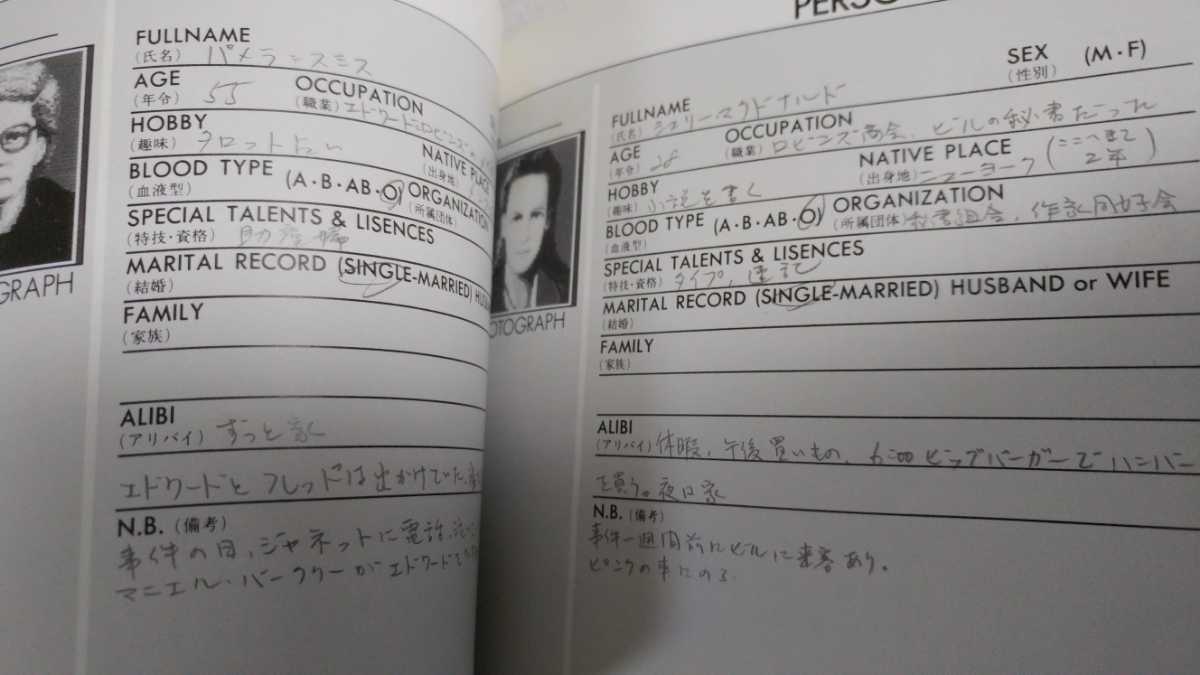 FULLNAME
(氏名) パメラ・スミス
AGE
(年令) 55
OCCUPATION
(職業) エドワード・ロビンズ
HOBBY
(趣味) タロット占い
NATIVE PLACE
(出身地)
BLOOD TYPE (A・B・AB・O) ORGANIZATION
(血液型) (所属団体)
SPECIAL TALENTS & LISENCES
(特技・資格) 助産婦
MARITAL RECORD (SINGLE-MARRIED) HUS
(結婚)
FAMILY
(家族)
ALIBI
(アリバイ) ずっと家
エドワードとフレッドは出かけていた。
N.B. (備考)
事件の日、ジャネットに電話
マニエル・バークリーがエドワードを
GRAPH
PERSO
SEX (M・F)
(性別)
FULLNAME
(氏名) シェリー・マクドナルド
AGE
(年令) 28
OCCUPATION
(職業) ロビンズ商会、ビルの秘書だった
HOBBY
(趣味) 小説を書く
NATIVE PLACE (ここへきて2年)
(出身地) ニューヨーク
BLOOD TYPE (A・B・AB・O) ORGANIZATION
(血液型) (所属団体) 秘書組合、作家同好会
SPECIAL TALENTS & LISENCES
(特技・資格) タイプ、速記
MARITAL RECORD (SINGLE-MARRIED) HUSBAND or WIFE
(結婚)
FAMILY
(家族)
ALIBI
(アリバイ) 休暇、午後買いもの、6:00 ビップバーガーでハンバー
を買う。夜は家
N.B. (備考)
事件一週間前にビルに来客あり。
ピンクの車にのる
OTOGRAPH